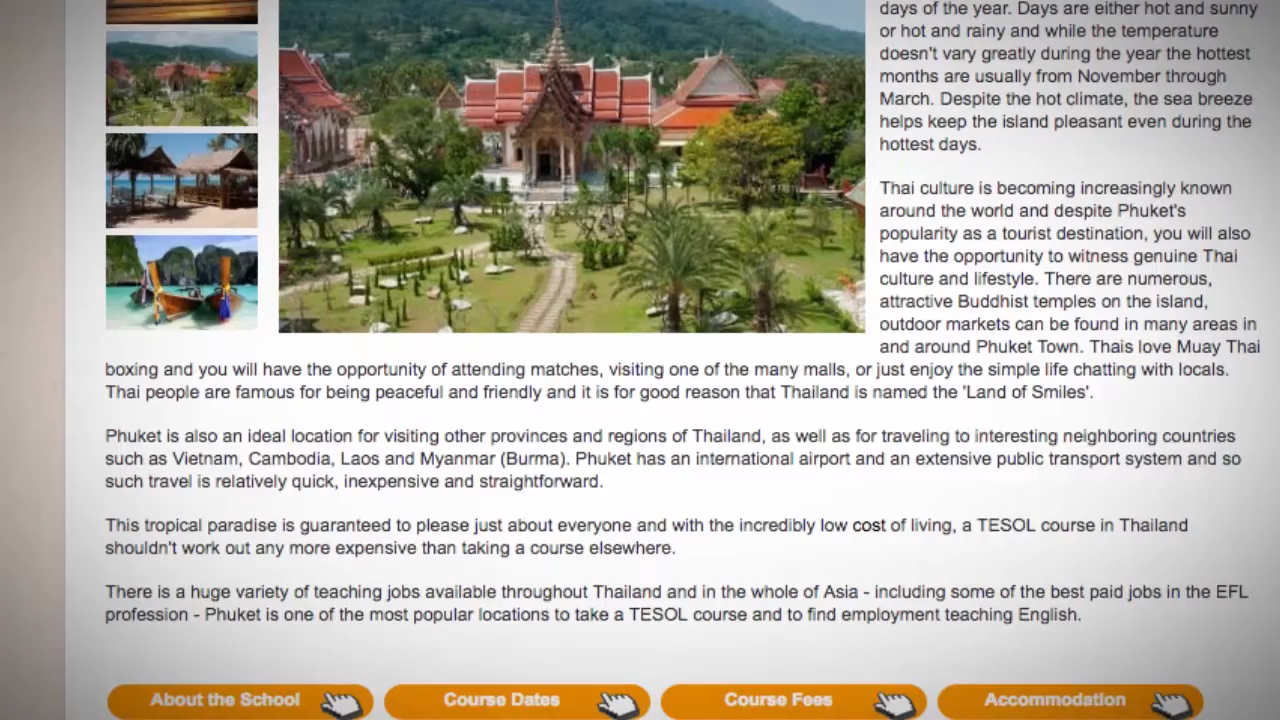 days of the year. Days are either hot and sunny
or hot and rainy and while the temperature
doesn't vary greatly during the year the hottest
months are usually from November through
March. Despite the hot climate, the sea breeze
helps keep the island pleasant even during the
hottest days.
Thai culture is becoming increasingly known
around the world and despite Phuket's
popularity as a tourist destination, you will also
have the opportunity to witness genuine Thai
culture and lifestyle. There are numerous,
attractive Buddhist temples on the island,
outdoor markets can be found in many areas in
and around Phuket Town. Thais love Muay Thai
boxing and you will have the opportunity of attending matches, visiting one of the many malls, or just enjoy the simple life chatting with locals.
Thai people are famous for being peaceful and friendly and it is for good reason that Thailand is named the 'Land of Smiles'.
Phuket is also an ideal location for visiting other provinces and regions of Thailand, as well as for traveling to interesting neighboring countries
such as Vietnam, Cambodia, Laos and Myanmar (Burma). Phuket has an international airport and an extensive public transport system and so
such travel is relatively quick, inexpensive and straightforward.
This tropical paradise is guaranteed to please just about everyone and with the incredibly low cost of living, a TESOL course in Thailand
shouldn't work out any more expensive than taking a course elsewhere.
There is a huge variety of teaching jobs available throughout Thailand and in the whole of Asia - including some of the best paid jobs in the EFL
profession - Phuket is one of the most popular locations to take a TESOL course and to find employment teaching English.
About the School
Course Dates
Course Fees
Accommodation